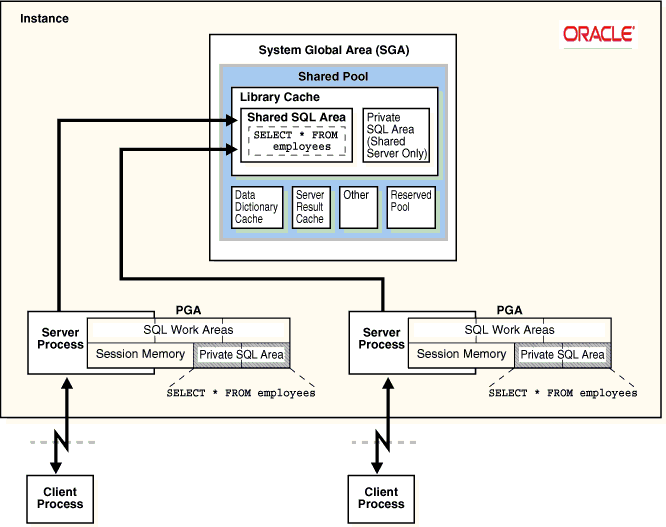 Instance
ORACLE
System Global Area (SGA)
Shared Pool
Library Cache
Shared SQL Area
SELECT * FROM
employees
Private
SQL Area
(Shared
Server Only)
Data
Dictionary
Cache
Server
Result
Cache
Other
Reserved
Pool
PGA
Server
Process
SQL Work Areas
Session Memory
Private SQL Area
SELECT * FROM employees
PGA
Server
Process
SQL Work Areas
Session Memory
Private SQL Area
SELECT * FROM employees
Client
Process
Client
Process